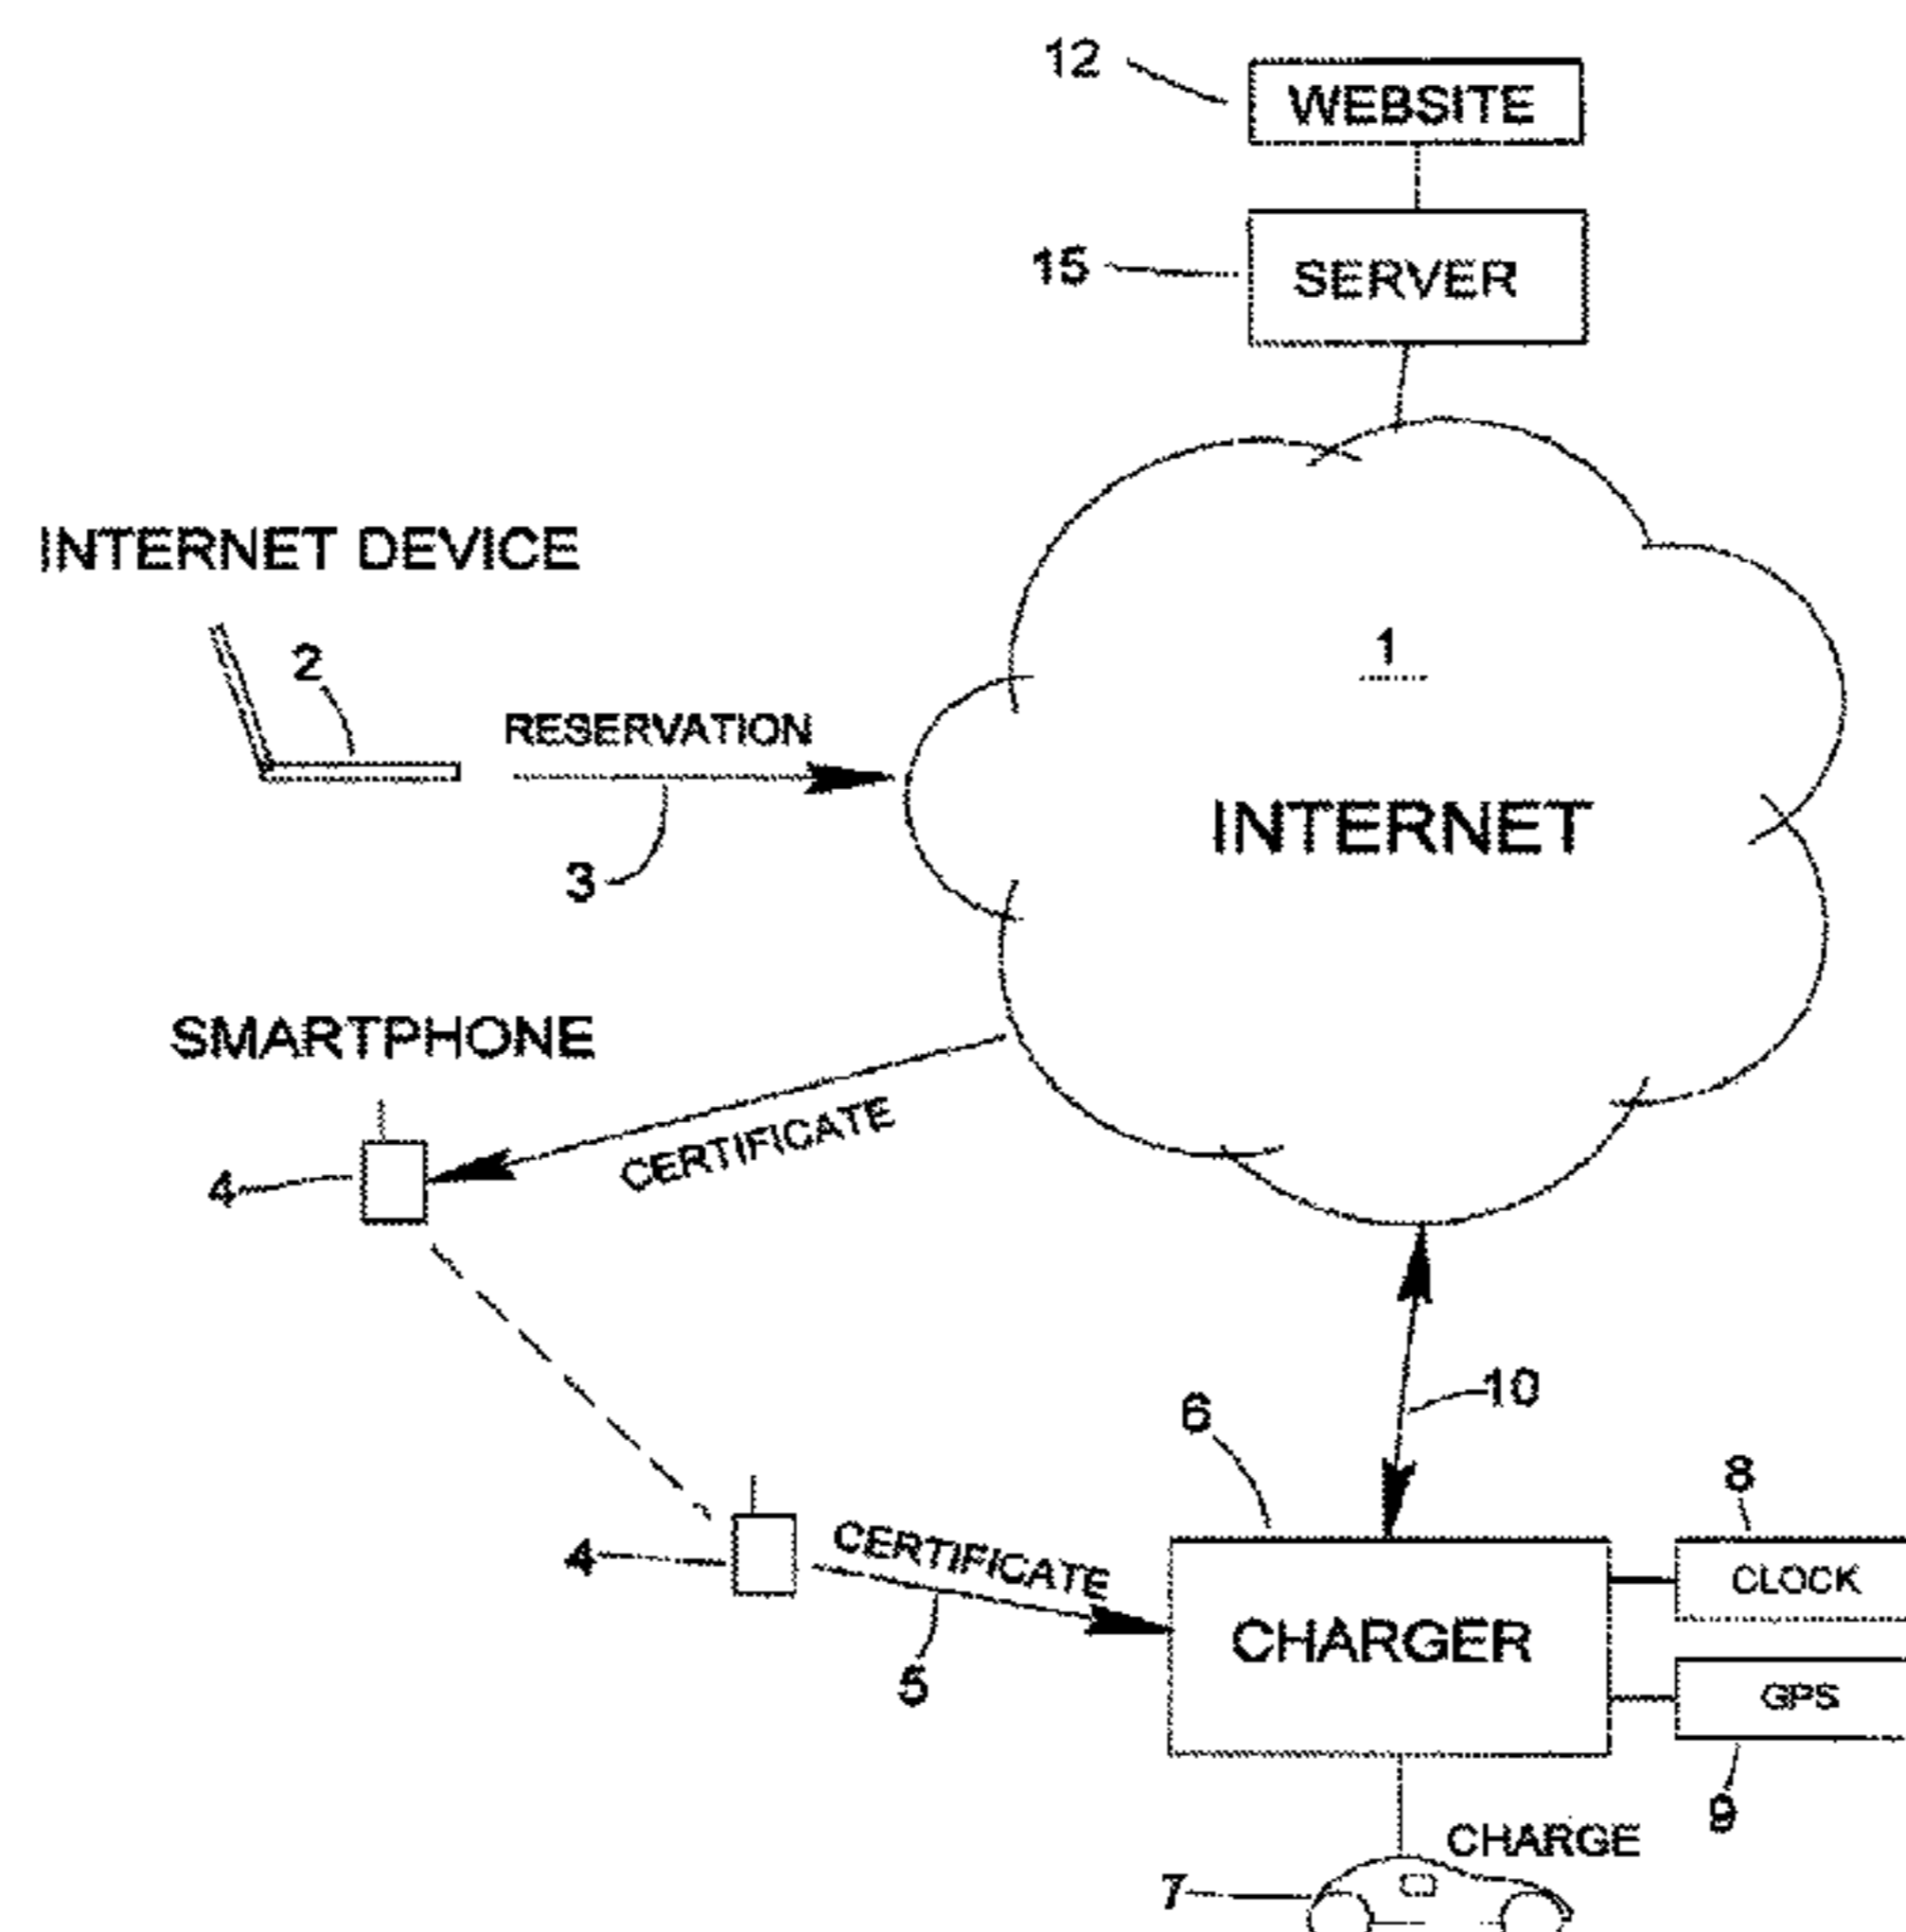 12
WEBSITE
15
SERVER
INTERNET DEVICE
2
1
RESERVATION
INTERNET
3
SMARTPHONE
CERTIFICATE
4
10
6
8
4
CERTIFICATE
CLOCK
CHARGER
5
GPS
9
CHARGE
7